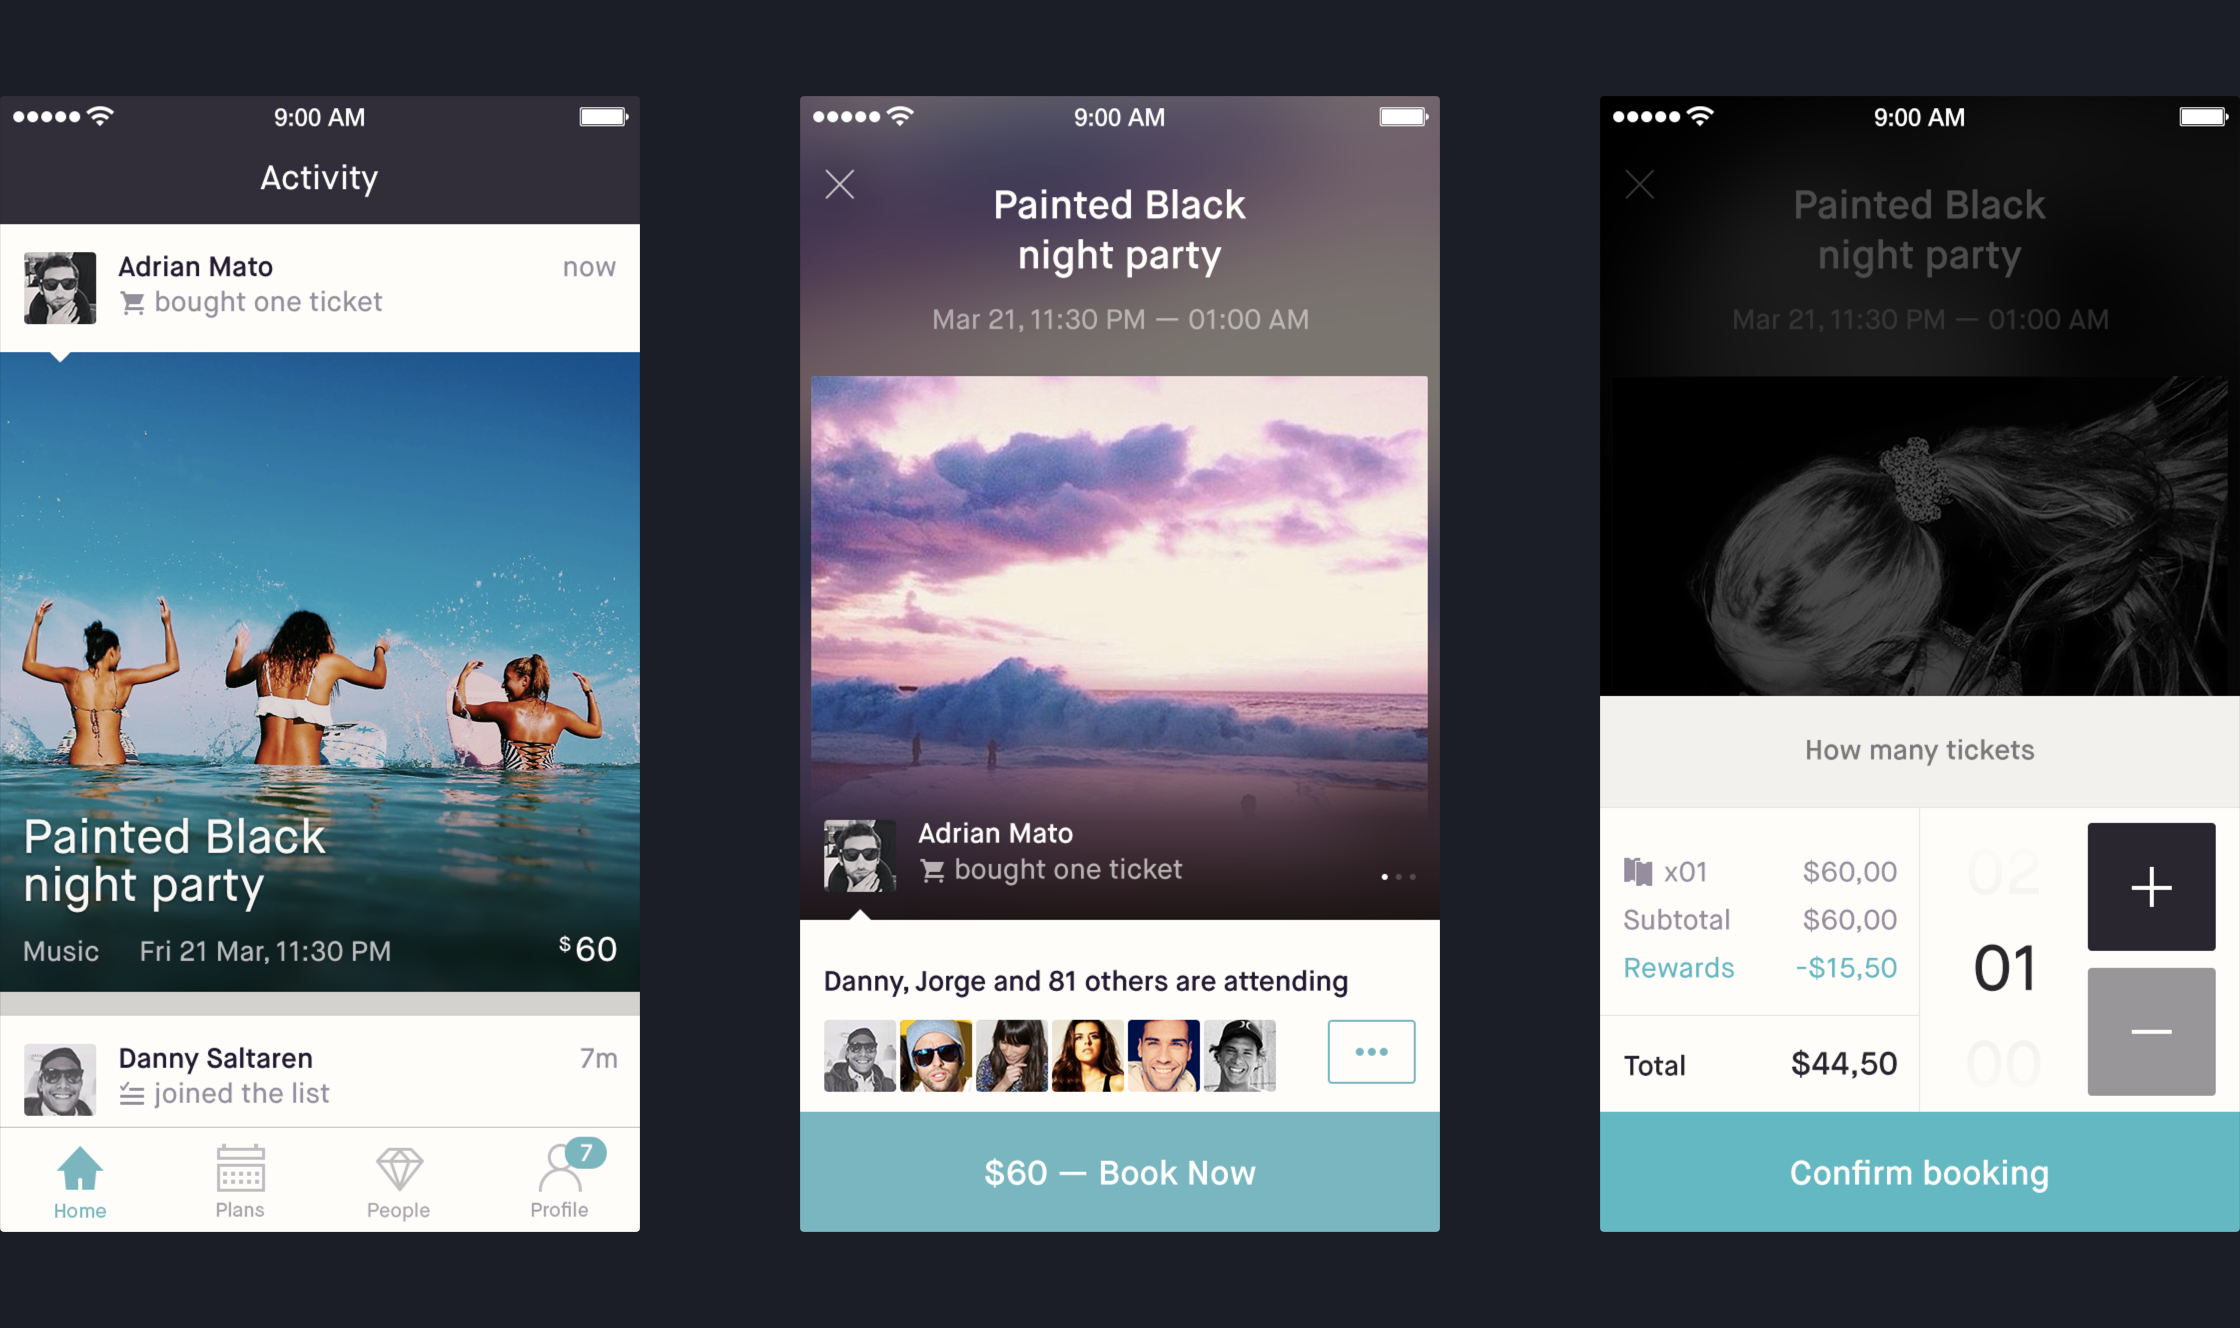 9:00 AM
Activity
Adrian Mato
now
bought one ticket
Painted Black
night party
Music
Fri 21 Mar, 11:30 PM
$60
Danny Saltaren
7m
joined the list
7
Home
Plans
People
Profile
9:00 AM
Painted Black
night party
Mar 21, 11:30 PM — 01:00 AM
Adrian Mato
bought one ticket
Danny, Jorge and 81 others are attending
$60 — Book Now
9:00 AM
Painted Black
night party
Mar 21, 11:30 PM — 01:00 AM
How many tickets
x01
$60,00
Subtotal
$60,00
Rewards
-$15,50
Total
$44,50
02
01
00
Confirm booking